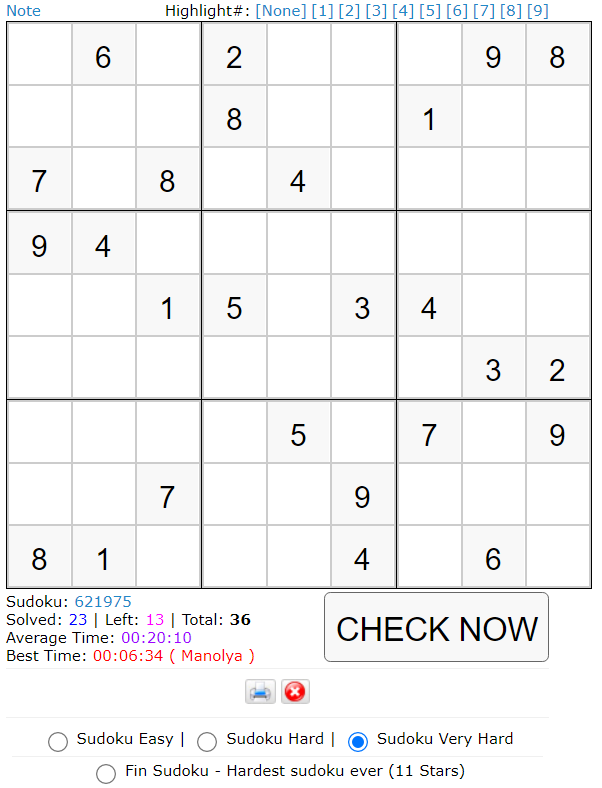 Note Highlight#: [None] [1] [2] [3] [4] [5] [6] [7] [8] [9]
6 2 9 8
8 1
7 8 4
9 4
1 5 3 4
3 2
5 7 9
7 9
8 1 4 6
Sudoku: 621975
Solved: 23 | Left: 13 | Total: 36
Average Time: 00:20:10
Best Time: 00:06:34 ( Manolya )
CHECK NOW
Sudoku Easy | Sudoku Hard | Sudoku Very Hard
Fin Sudoku - Hardest sudoku ever (11 Stars)